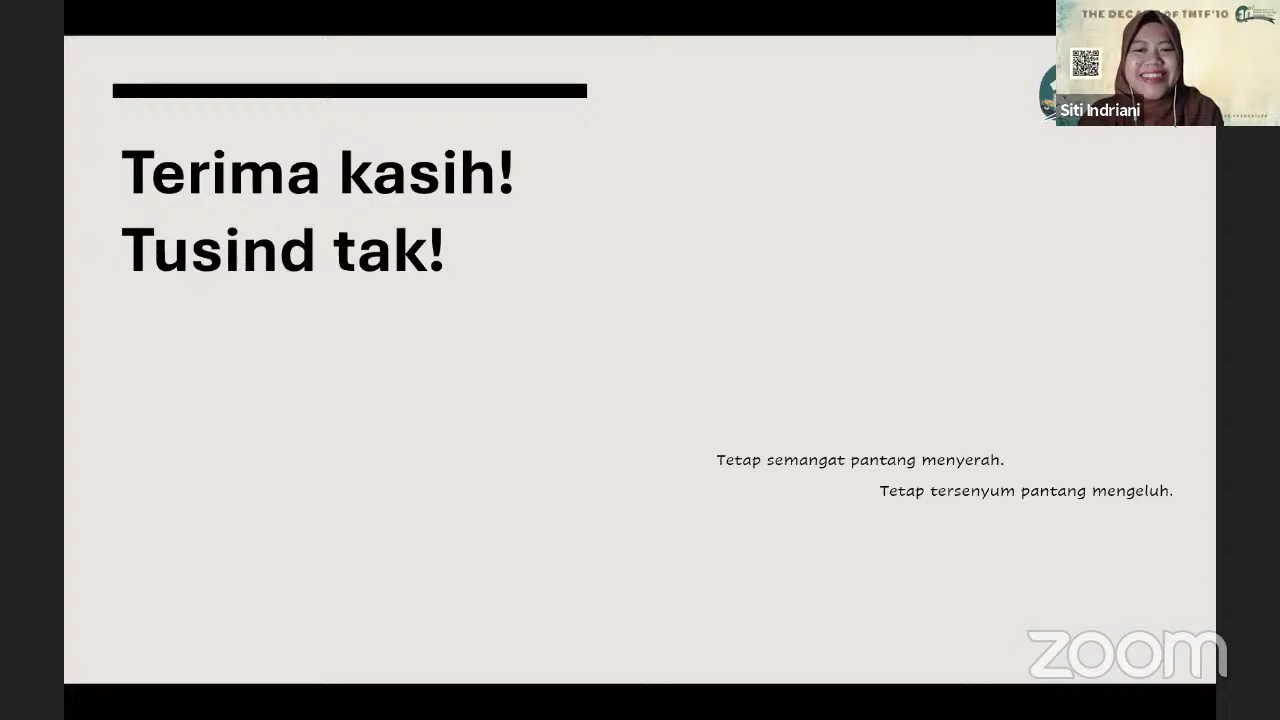 THE DECADE OF TNTF'10
Siti Indriani
Terima kasih!
Tusind tak!
Tetap semangat pantang menyerah.
Tetap tersenyum pantang mengeluh.
zoom